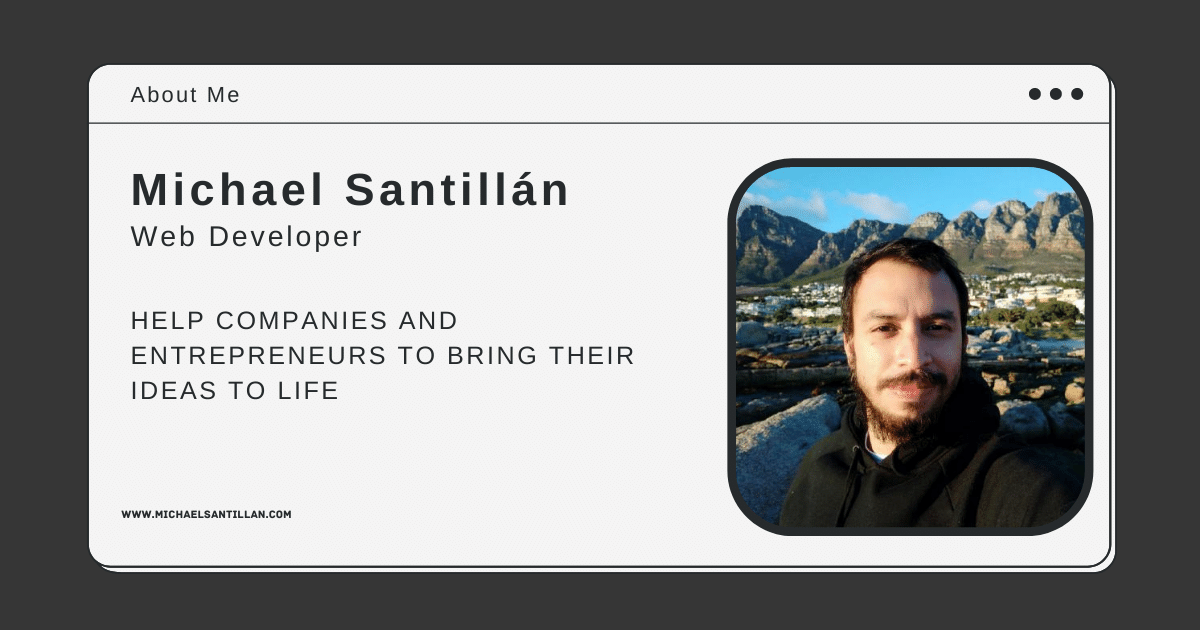 About Me
Michael Santillán
Web Developer
HELP COMPANIES AND
ENTREPRENEURS TO BRING THEIR
IDEAS TO LIFE
WWW.MICHAELSANTILLAN.COM